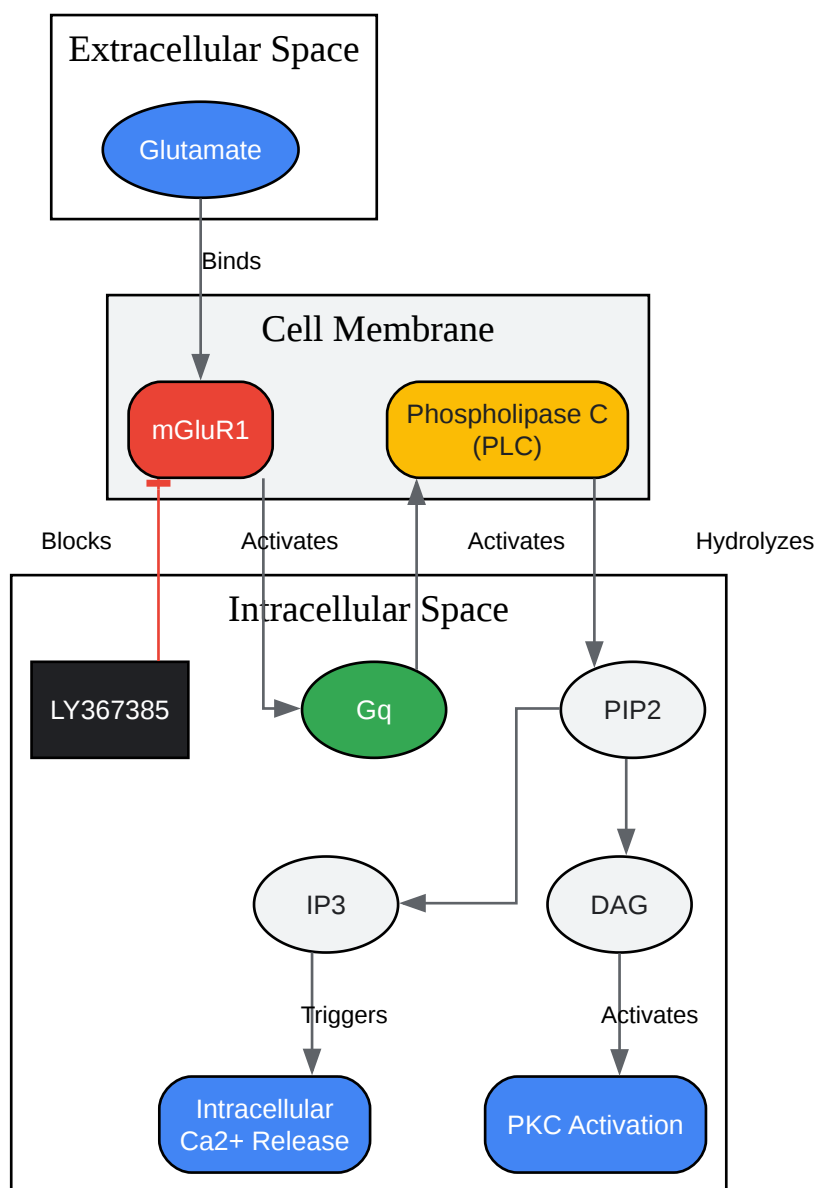 Extracellular Space
Glutamate
Binds
Cell Membrane
mGluR1
Phospholipase C
(PLC)
Blocks
Activates
Activates
Hydrolyzes
Intracellular Space
LY367385
Gq
PIP2
IP3
DAG
Triggers
Activates
Intracellular
Ca2+ Release
PKC Activation